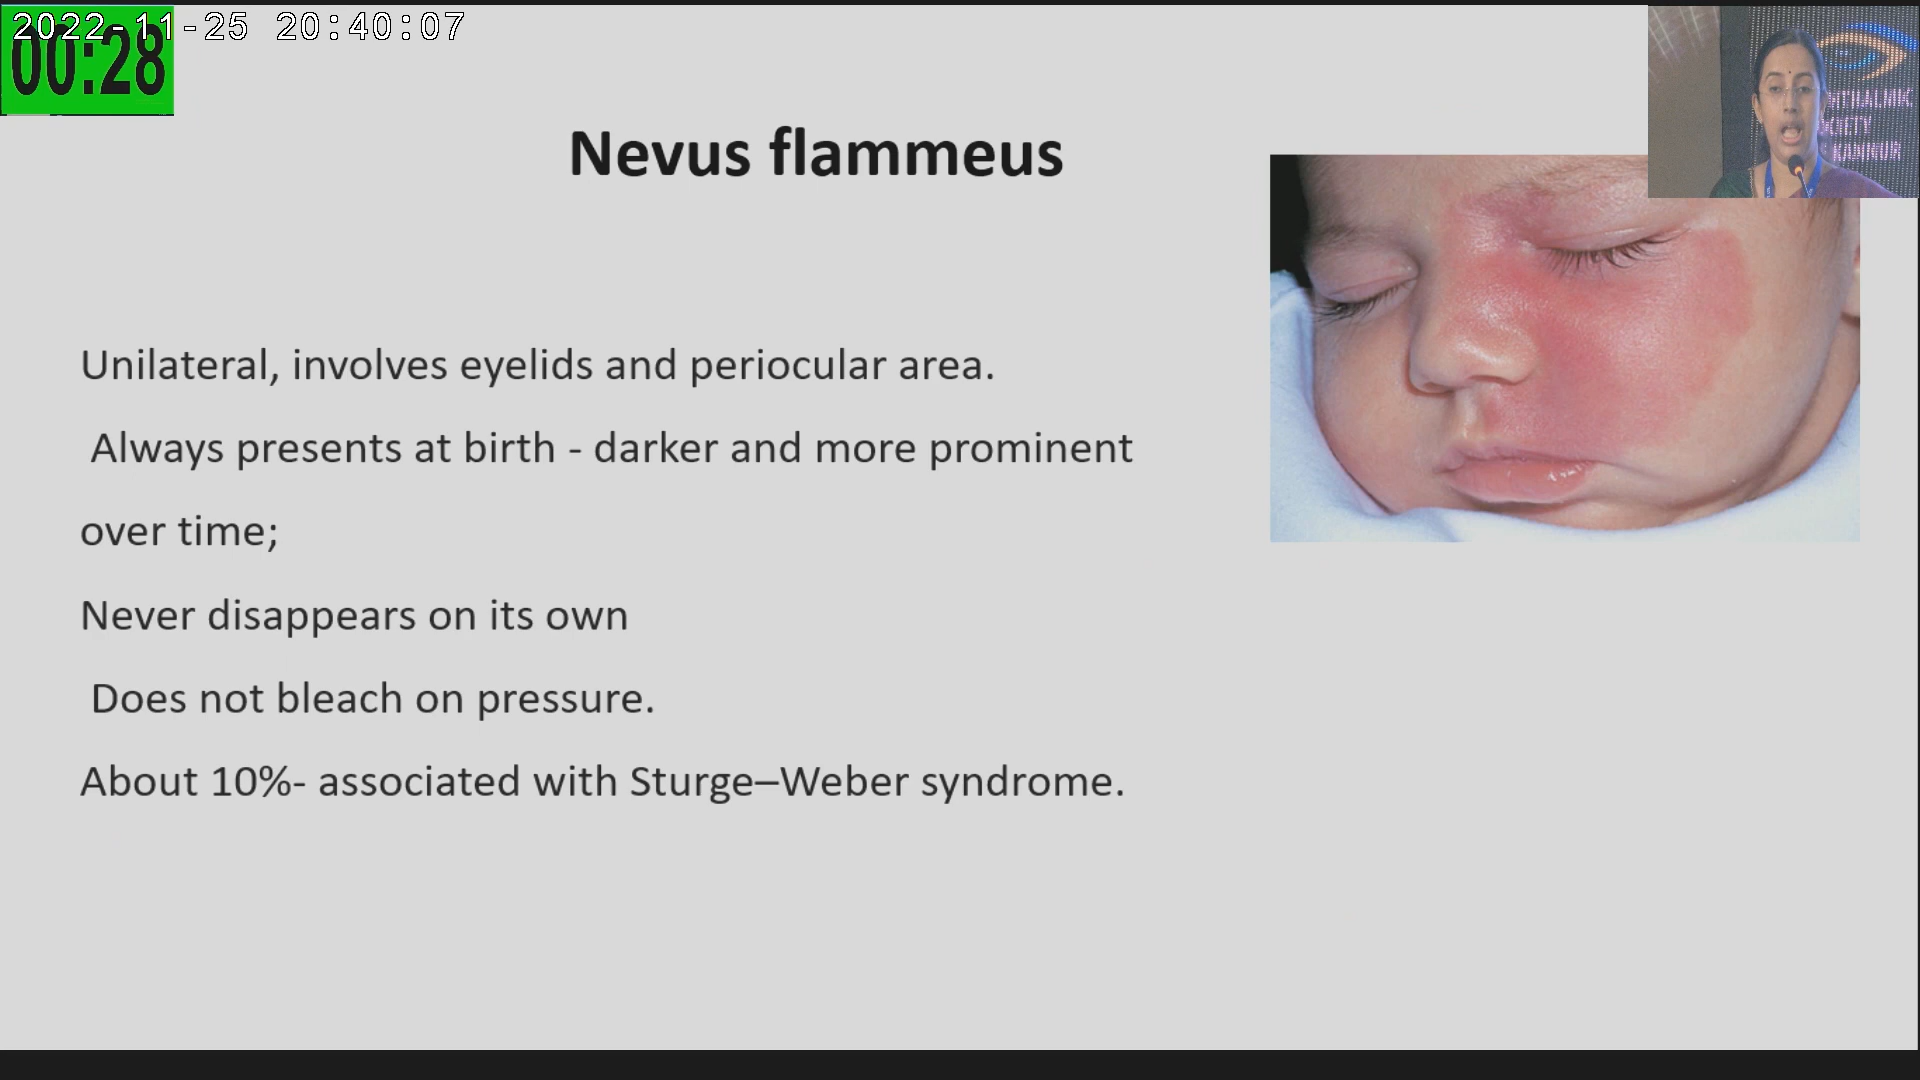 2022-11-25 20:40:07
00:28
Nevus flammeus
Unilateral, involves eyelids and periocular area.
Always presents at birth - darker and more prominent
over time;
Never disappears on its own
Does not bleach on pressure.
About 10%- associated with Sturge–Weber syndrome.